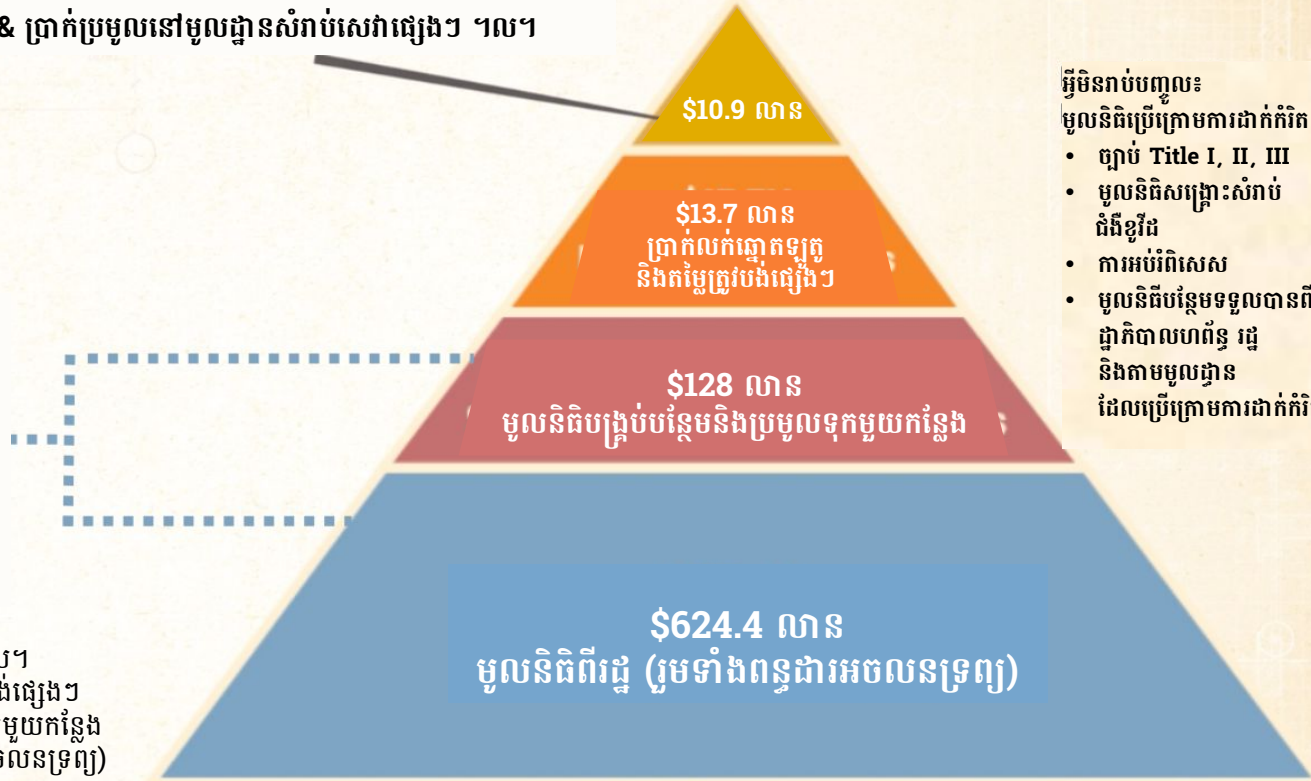 & ប្រាក់ប្រមូលនៅមូលដ្ឋានសំរាប់សេវាផ្សេងៗ ។ល។
$10.9 លាន
$13.7 លាន
ប្រាក់លក់ឆ្នោតឡូតូ
និងតម្លៃត្រូវបង់ផ្សេងៗ
$128 លាន
មូលនិធិបង្គ្រប់បន្ថែមនិងប្រមូលទុកមួយកន្លែង
$624.4 លាន
មូលនិធិពីរដ្ឋ (រួមទាំងពន្ធដារអចលនទ្រព្យ)
អ្វីមិនរាប់បញ្ចូល៖
មូលនិធិប្រើក្រោមការដាក់កំរិត
• ច្បាប់ Title I, II, III
• មូលនិធិសង្គ្រោះសំរាប់
ជំងឺខូវីដ
• ការអប់រំពិសេស
• មូលនិធីបន្ថែមទទួលបានពី
ដ្ឋាភិបាលហព័ន្ធ រដ្ឋ
និងតាមមូលដ្ឋាន
ដែលប្រើក្រោមការដាក់កំរិ
ល។
ង់ផ្សេងៗ
មួយកន្លែង
ចលនទ្រព្យ)